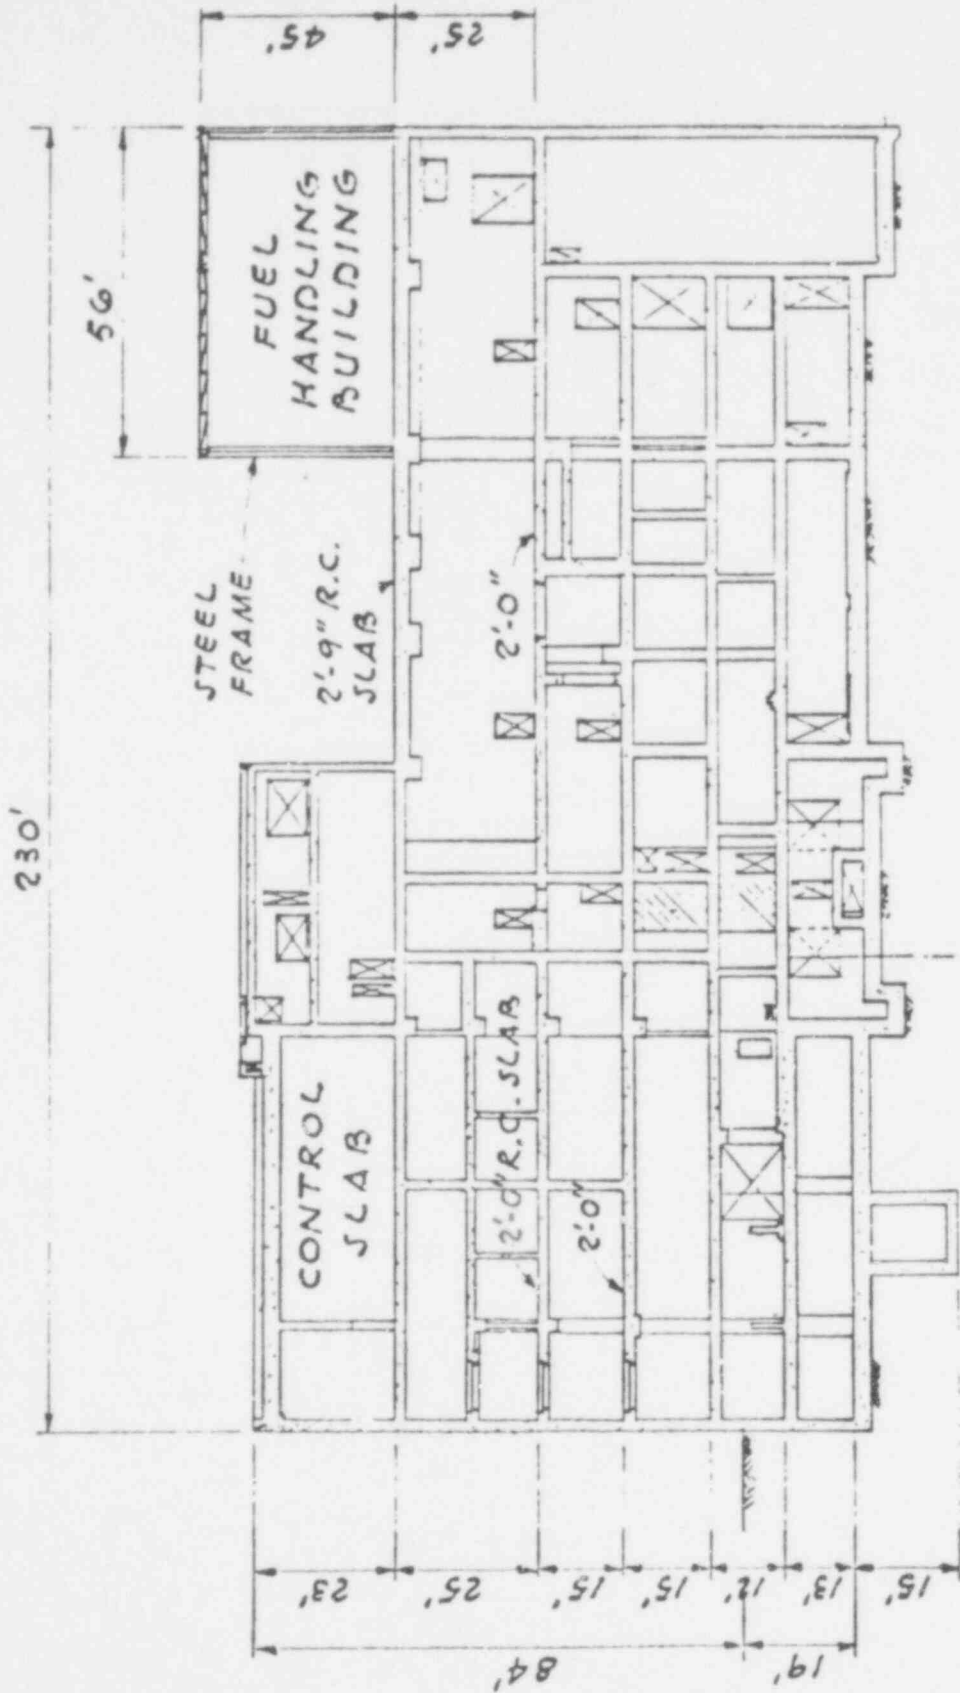 230'
56'
45'
25'
FUEL
HANDLING
BUILDING
STEEL
FRAME
2'-9" R.C.
SLAB
2'-0"
CONTROL
SLAB
2'-0" R.C. SLAB
2'-0"
23'
25'
15'
15'
12'
13'
15'
84'
19'